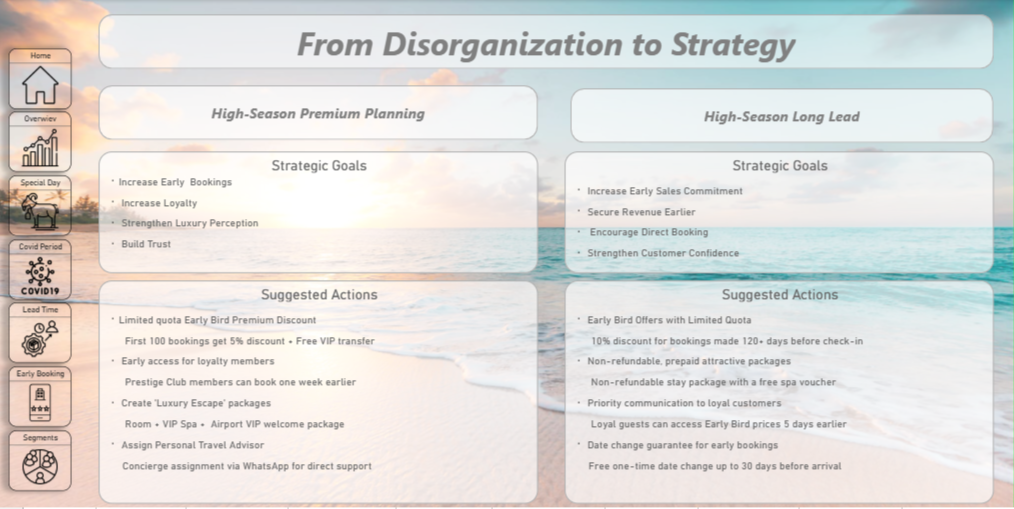 From Disorganization to Strategy
Home
Overwiev
Special Day
Covid Period
COVID19
Lead Time
Early Booking
Segments
High-Season Premium Planning
Strategic Goals
· Increase Early Bookings
· Increase Loyalty
· Strengthen Luxury Perception
· Build Trust
Suggested Actions
· Limited quota Early Bird Premium Discount
First 100 bookings get 5% discount + Free VIP transfer
· Early access for loyalty members
Prestige Club members can book one week earlier
· Create 'Luxury Escape' packages
Room + VIP Spa + Airport VIP welcome package
· Assign Personal Travel Advisor
Concierge assignment via WhatsApp for direct support
High-Season Long Lead
Strategic Goals
· Increase Early Sales Commitment
· Secure Revenue Earlier
· Encourage Direct Booking
· Strengthen Customer Confidence
Suggested Actions
· Early Bird Offers with Limited Quota
10% discount for bookings made 120+ days before check-in
· Non-refundable, prepaid attractive packages
Non-refundable stay package with a free spa voucher
· Priority communication to loyal customers
Loyal guests can access Early Bird prices 5 days earlier
· Date change guarantee for early bookings
Free one-time date change up to 30 days before arrival